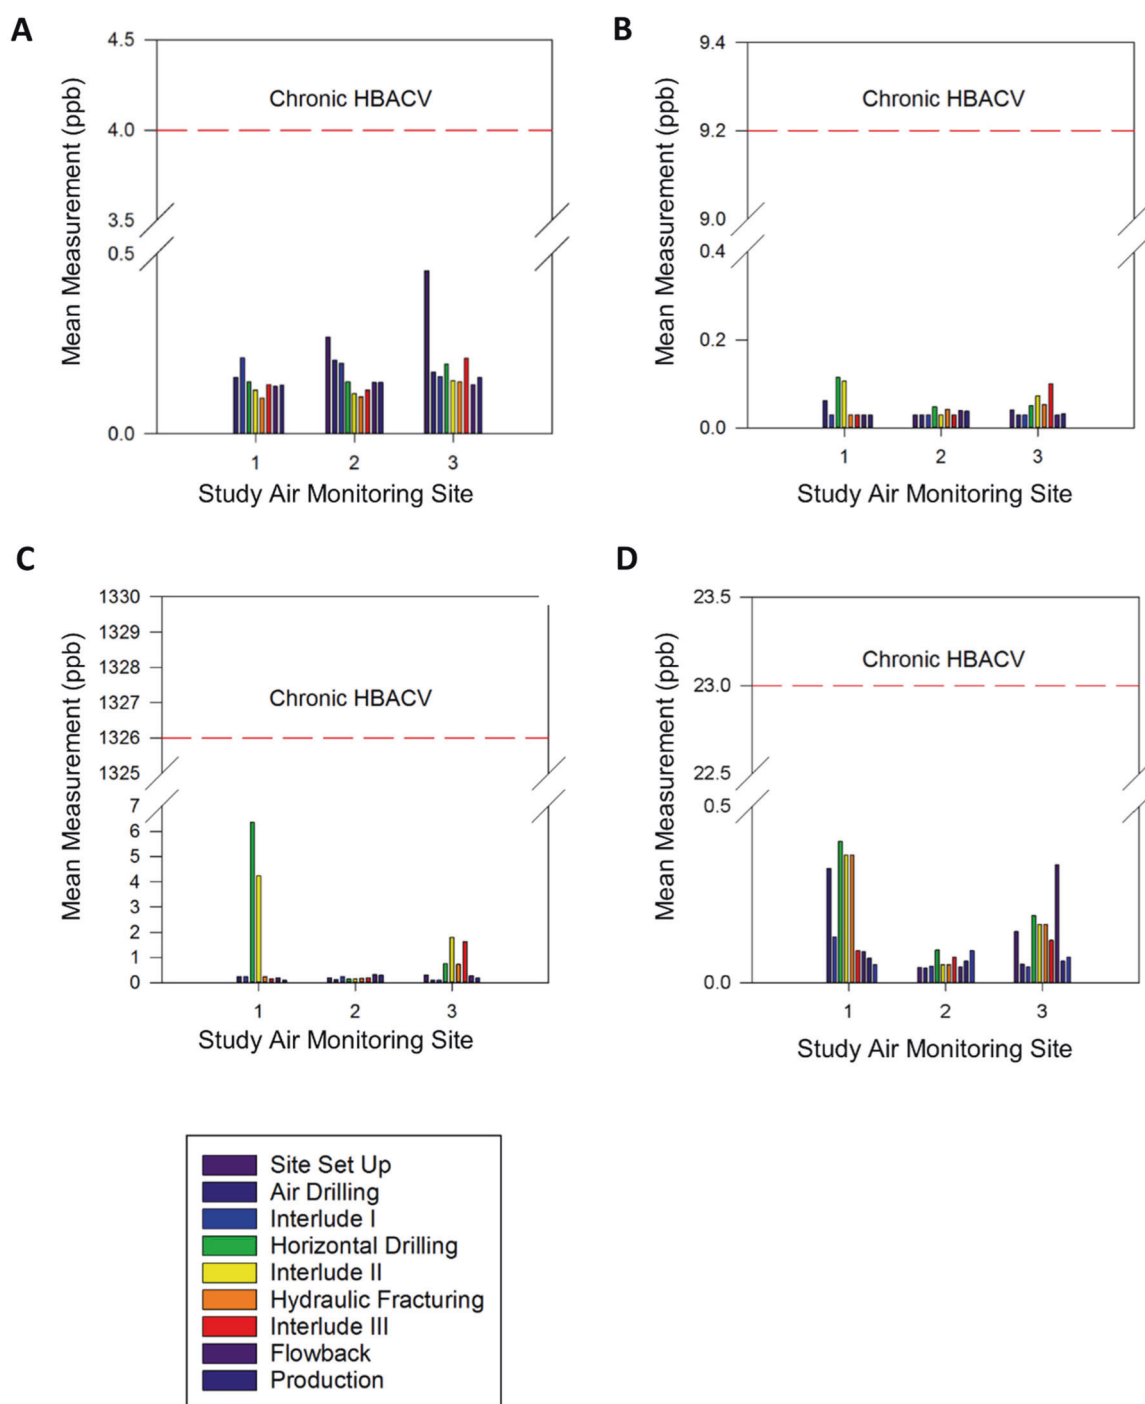 A
Mean Measurement (ppb)
4.5
4.0
3.5
0.5
0.0
Chronic HBACV
1
2
3
Study Air Monitoring Site
B
Mean Measurement (ppb)
9.4
9.2
9.0
0.4
0.2
0.0
Chronic HBACV
1
2
3
Study Air Monitoring Site
C
Mean Measurement (ppb)
1330
1329
1328
1327
1326
1325
7
6
5
4
3
2
1
0
Chronic HBACV
1
2
3
Study Air Monitoring Site
D
Mean Measurement (ppb)
23.5
23.0
22.5
0.5
0.0
Chronic HBACV
1
2
3
Study Air Monitoring Site
Site Set Up
Air Drilling
Interlude I
Horizontal Drilling
Interlude II
Hydraulic Fracturing
Interlude III
Flowback
Production